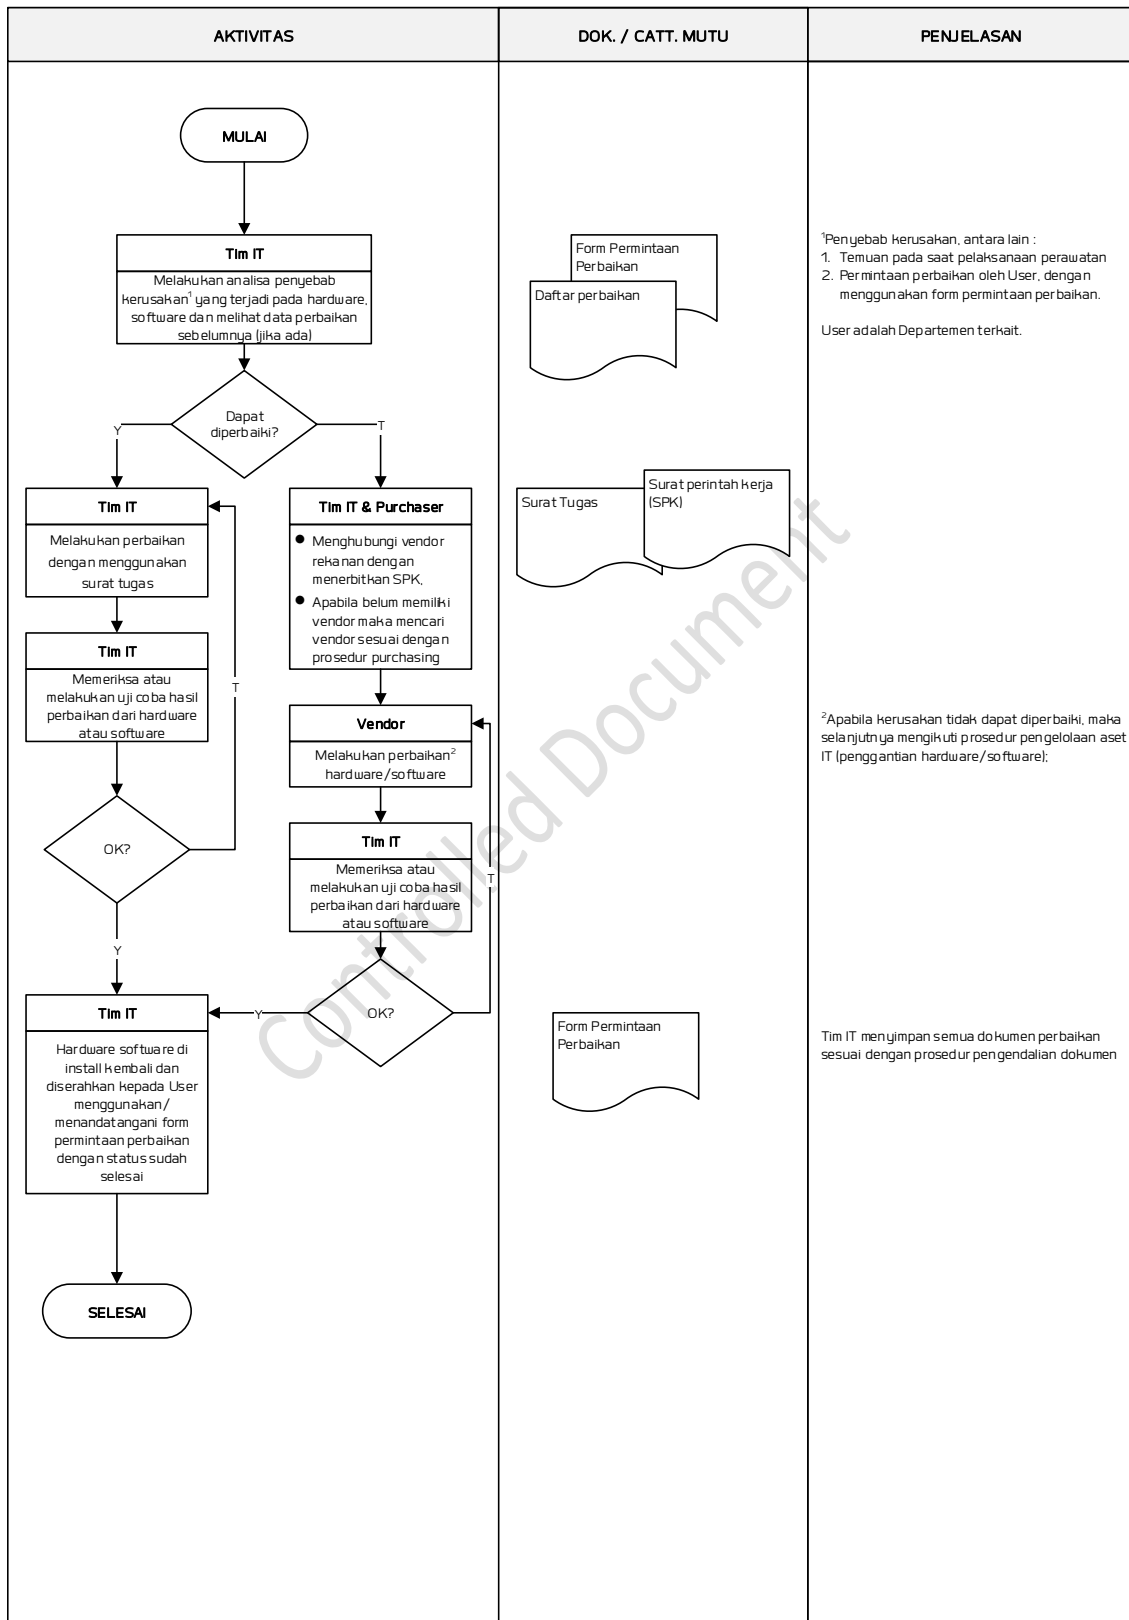 AKTIVITAS
DOK. / CATT. MUTU
PENJELASAN
MULAI
Tim IT
Melakukan analisa penyebab
kerusakan¹ yang terjadi pada hardware,
software dan melihat data perbaikan
sebelumnya (jika ada)
Form Permintaan
Perbaikan
Daftar perbaikan
¹Penyebab kerusakan, antara lain :
1. Temuan pada saat pelaksanaan perawatan
2. Permintaan perbaikan oleh User, dengan
menggunakan form permintaan perbaikan.
User adalah Departemen terkait.
Dapat
diperbaiki?
Y
T
Tim IT
Melakukan perbaikan
dengan menggunakan
surat tugas
Tim IT & Purchaser
● Menghubungi vendor
rekanan dengan
menerbitkan SPK,
● Apabila belum memiliki
vendor maka mencari
vendor sesuai dengan
prosedur purchasing
Surat Tugas
Surat perintah kerja
(SPK)
Tim IT
Memeriksa atau
melakukan uji coba hasil
perbaikan dari hardware
atau software
T
Vendor
Melakukan perbaikan²
hardware/software
²Apabila kerusakan tidak dapat diperbaiki, maka
selanjutnya mengikuti prosedur pengelolaan aset
IT (penggantian hardware/software);
OK?
Tim IT
Memeriksa atau
melakukan uji coba hasil
perbaikan dari hardware
atau software
T
Y
OK?
Y
Tim IT
Hardware software di
install kembali dan
diserahkan kepada User
menggunakan/
menandatangani form
permintaan perbaikan
dengan status sudah
selesai
Form Permintaan
Perbaikan
Tim IT menyimpan semua dokumen perbaikan
sesuai dengan prosedur pengendalian dokumen
SELESAI
Controlled Document